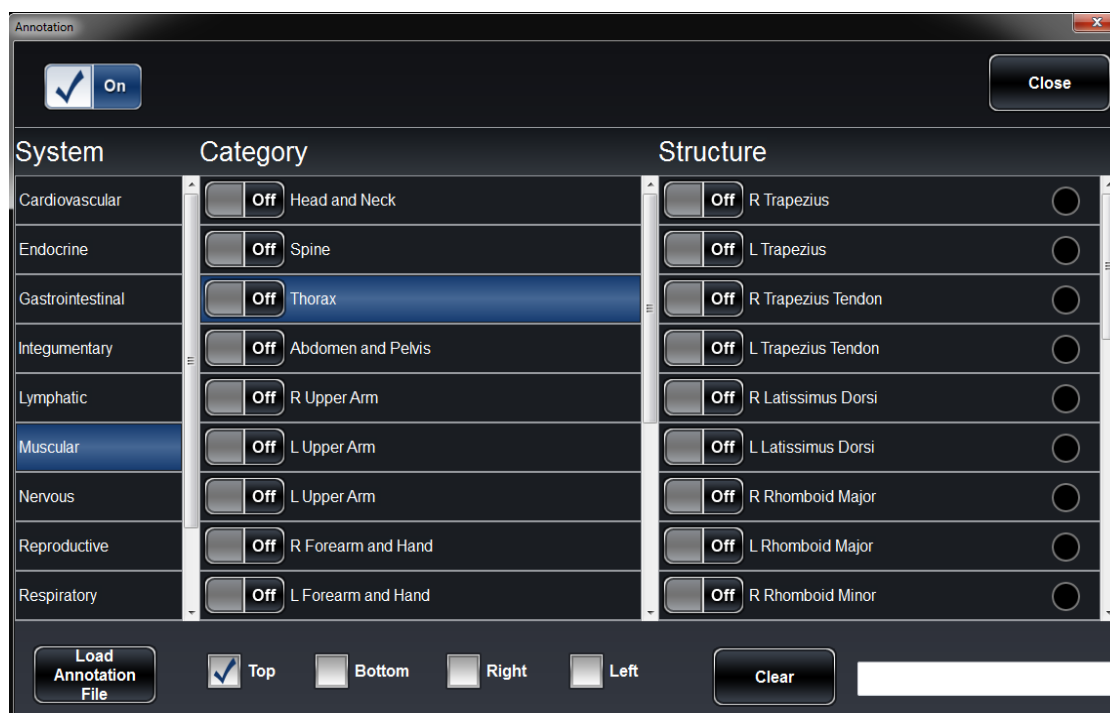 Annotation
On
Close
System Category Structure
Cardiovascular Off Head and Neck Off R Trapezius
Endocrine Off Spine Off L Trapezius
Gastrointestinal Off Thorax Off R Trapezius Tendon
Integumentary Off Abdomen and Pelvis Off L Trapezius Tendon
Lymphatic Off R Upper Arm Off R Latissimus Dorsi
Muscular Off L Upper Arm Off L Latissimus Dorsi
Nervous Off L Upper Arm Off R Rhomboid Major
Reproductive Off R Forearm and Hand Off L Rhomboid Major
Respiratory Off L Forearm and Hand Off R Rhomboid Minor
Load
Annotation
File
Top Bottom Right Left Clear